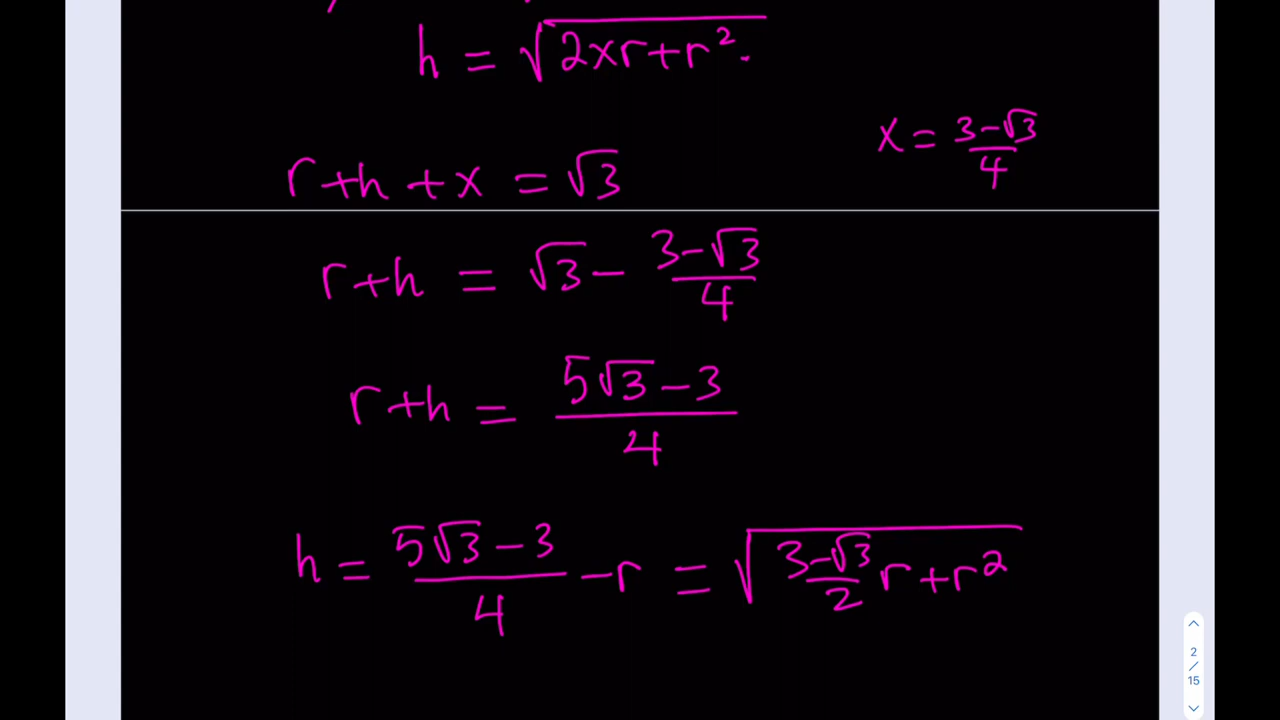 h = √(2xr+r²)
x = (3-√3)/4
r+h+x = √3
r+h = √3 - (3-√3)/4
r+h = (5√3-3)/4
h = (5√3-3)/4 - r = √((3-√3)/2 r+r²)
2
/
15